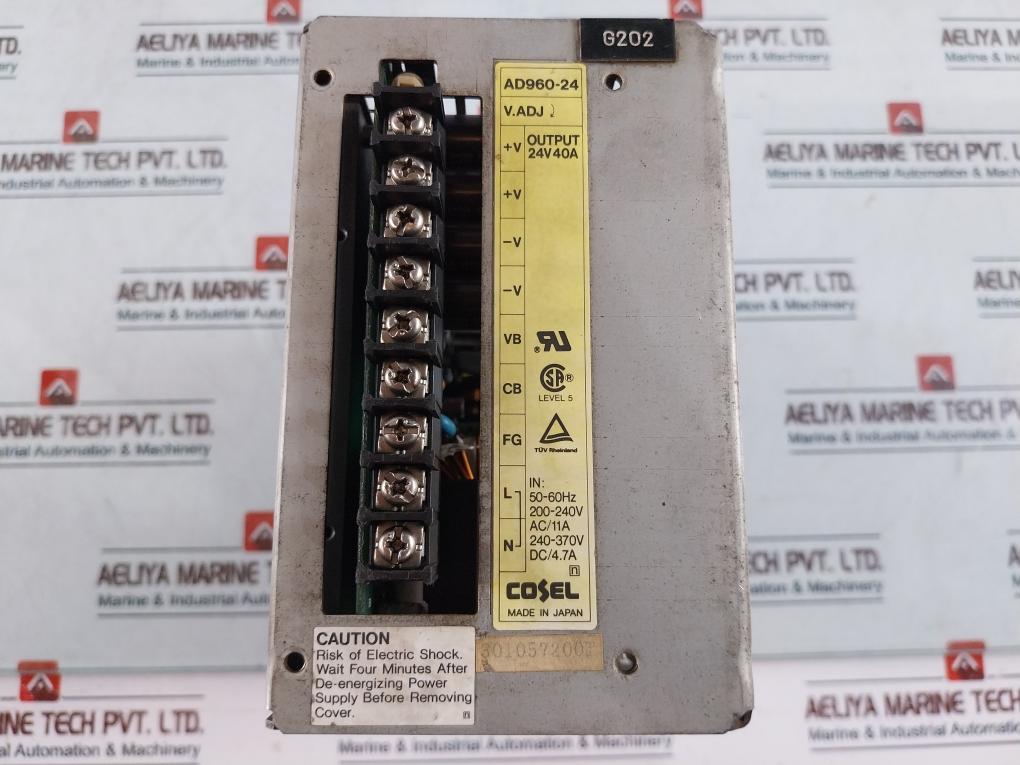 G202
AD960-24
V.ADJ
+V
OUTPUT
24V40A
+V
−V
−V
VB
CB
LEVEL 5
FG
TÜV Rheinland
L
N
IN:
50-60Hz
200-240V
AC/11A
240-370V
DC/4.7A
COSEL
MADE IN JAPAN
CAUTION
Risk of Electric Shock.
Wait Four Minutes After
De-energizing Power
Supply Before Removing
Cover.
AELIYA MARINE TECH PVT. LTD.
Marine & Industrial Automation & Machinery